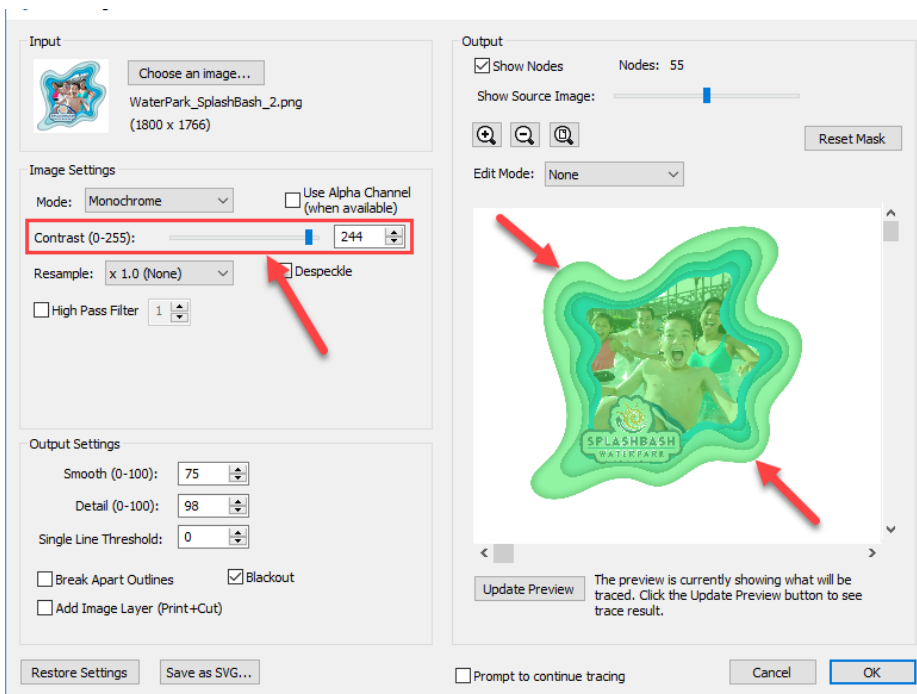 Input
Choose an image...
WaterPark_SplashBash_2.png
(1800 x 1766)
Image Settings
Mode: Monochrome
Use Alpha Channel
(when available)
Contrast (0-255): 244
Resample: x 1.0 (None)
Despeckle
High Pass Filter 1
Output Settings
Smooth (0-100): 75
Detail (0-100): 98
Single Line Threshold: 0
Break Apart Outlines Blackout
Add Image Layer (Print+Cut)
Restore Settings Save as SVG...
Output
Show Nodes Nodes: 55
Show Source Image:
Reset Mask
Edit Mode: None
SPLASHBASH
WATERPARK
Update Preview
The preview is currently showing what will be
traced. Click the Update Preview button to see
trace result.
Prompt to continue tracing Cancel OK